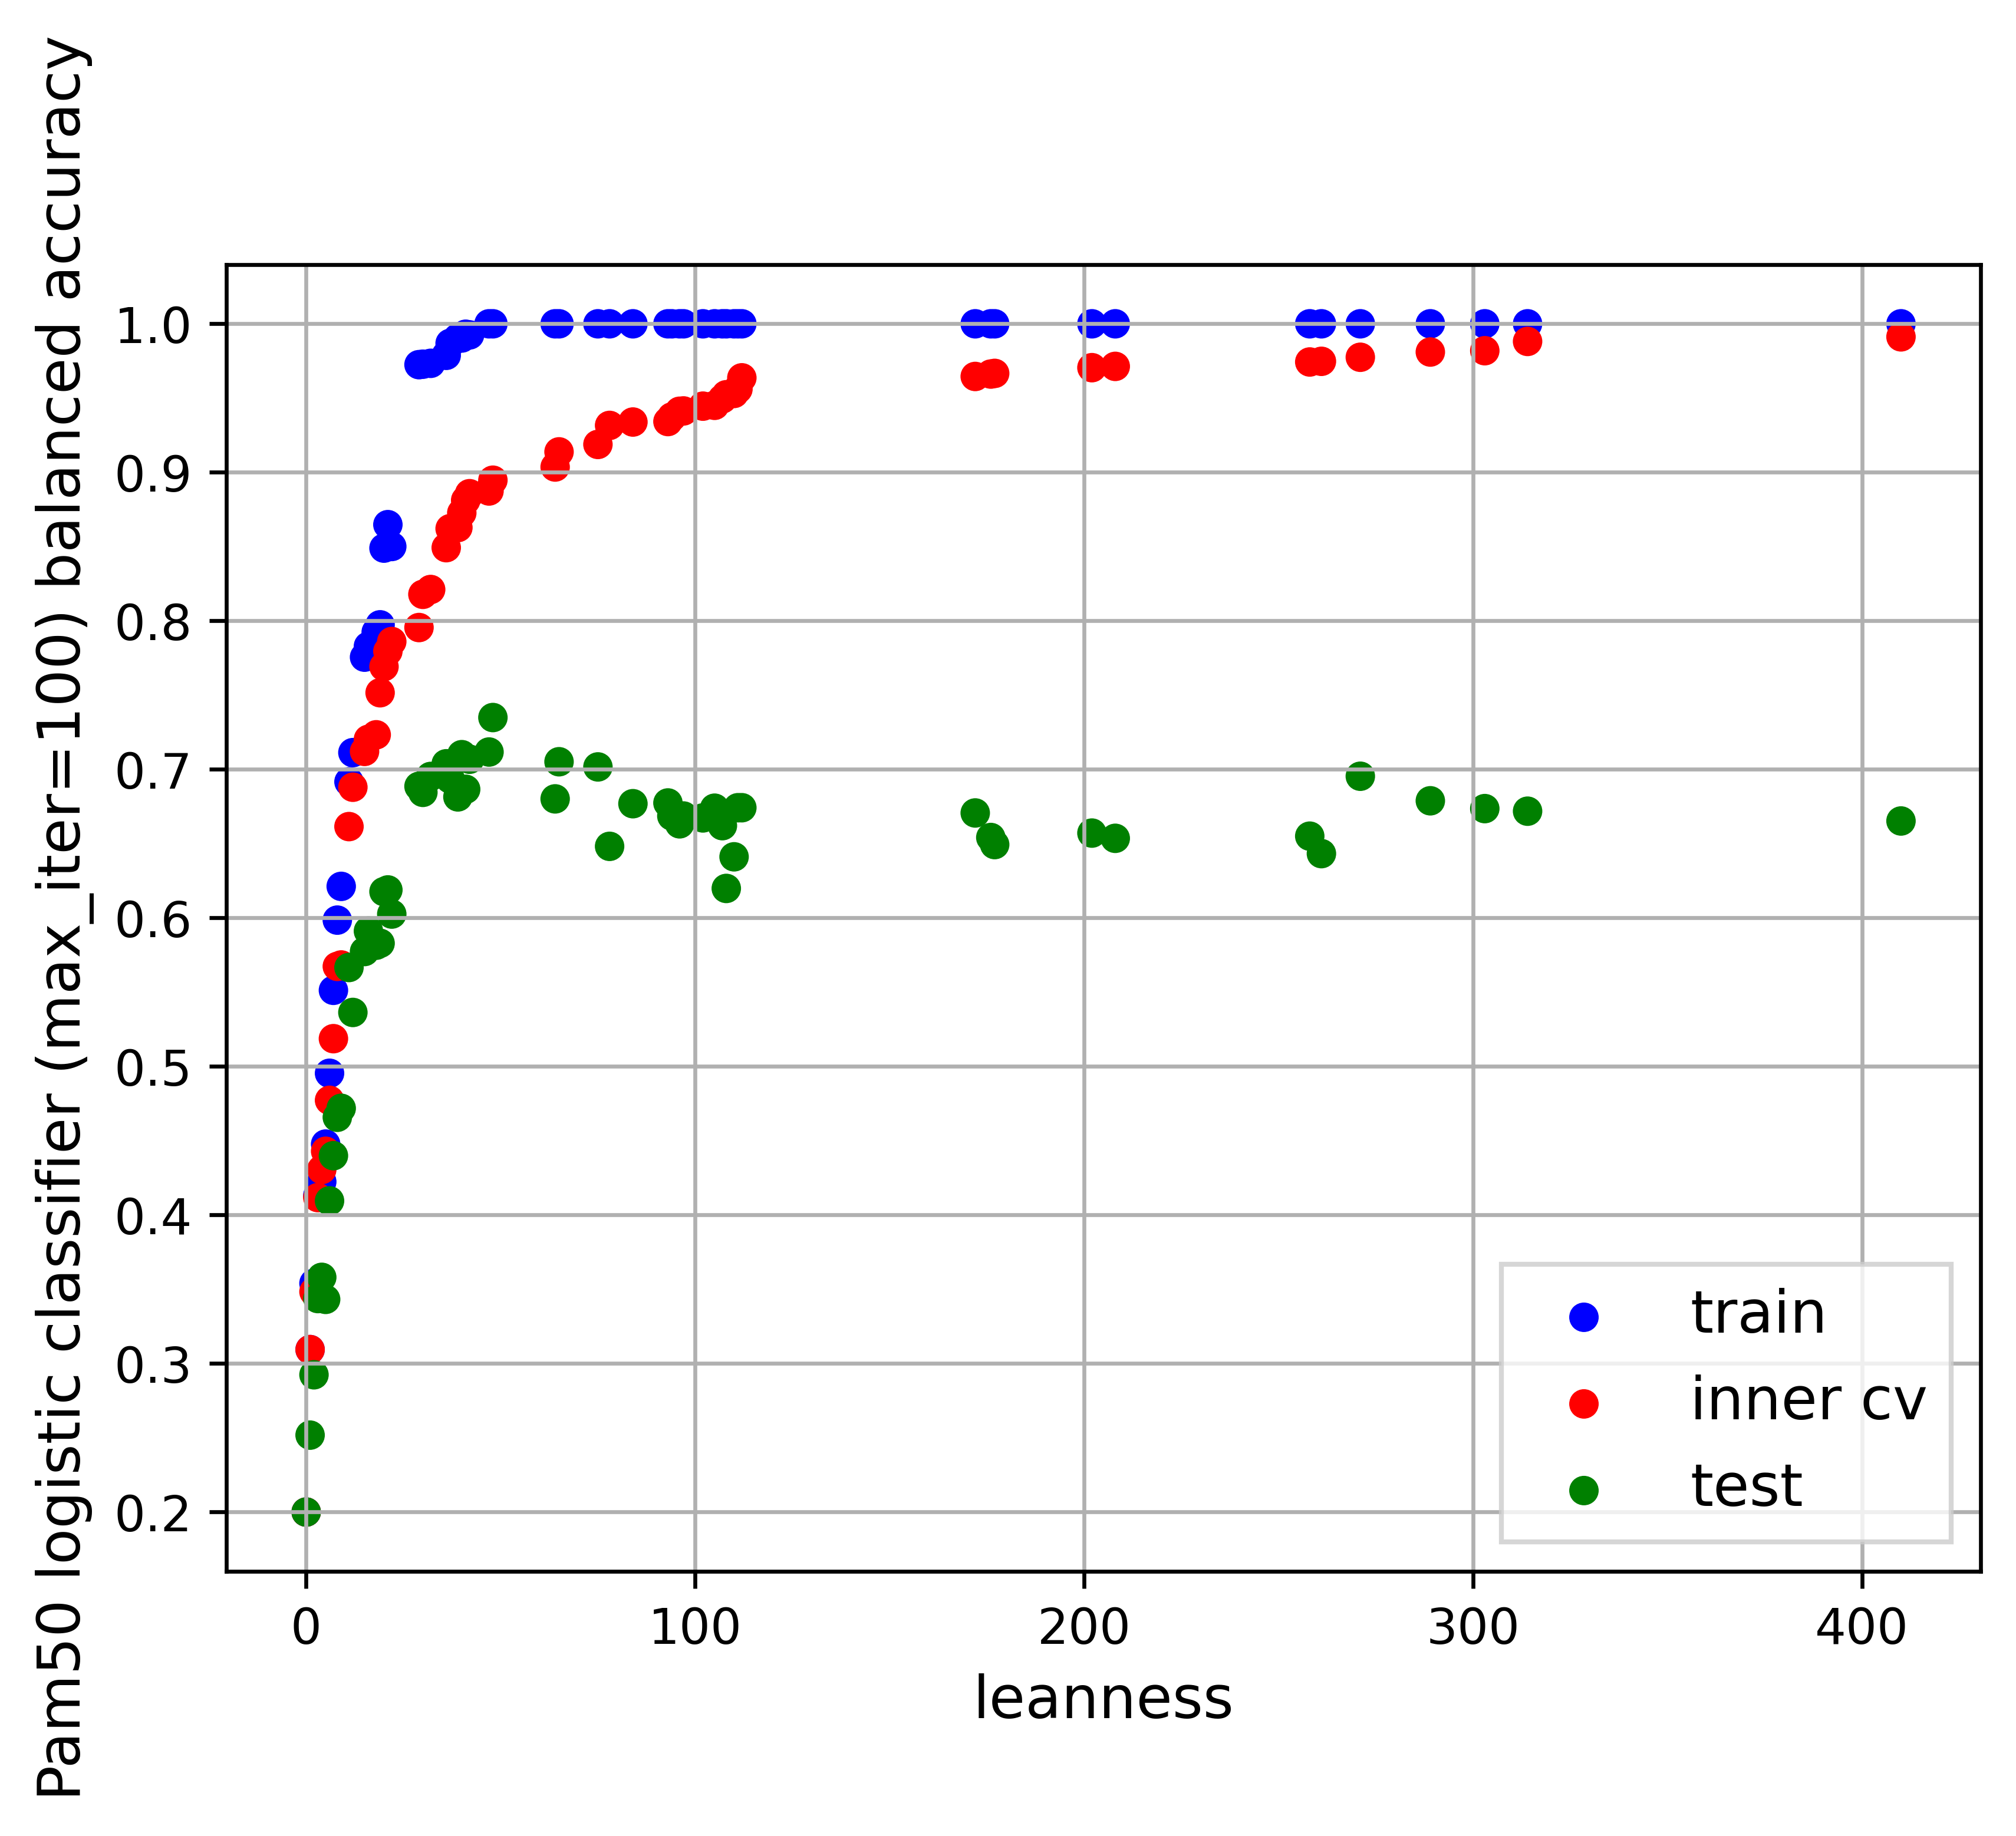 Pam50 logistic classifier (max_iter=100) balanced accuracy
1.0
0.9
0.8
0.7
0.6
0.5
0.4
0.3
0.2
train
inner cv
test
0 100 200 300 400
leanness